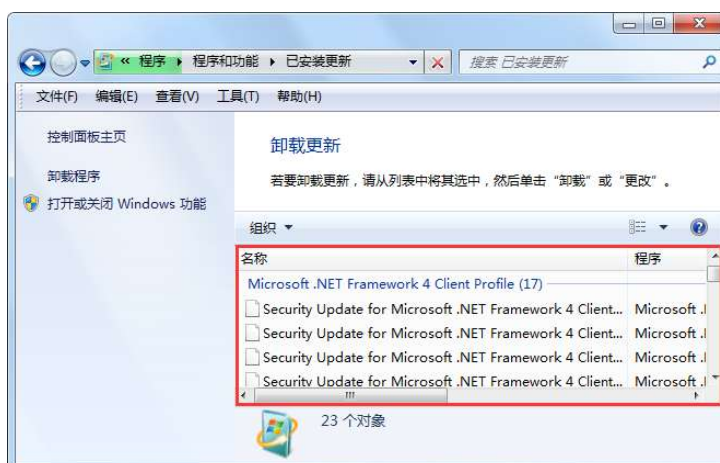 « 程序 ▸ 程序和功能 ▸ 已安装更新
搜索 已安装更新
文件(F) 编辑(E) 查看(V) 工具(T) 帮助(H)
控制面板主页
卸载程序
打开或关闭 Windows 功能
卸载更新
若要卸载更新，请从列表中将其选中，然后单击“卸载”或“更改”。
组织
名称 程序
Microsoft .NET Framework 4 Client Profile (17)
Security Update for Microsoft .NET Framework 4 Client... Microsoft .
Security Update for Microsoft .NET Framework 4 Client... Microsoft .
Security Update for Microsoft .NET Framework 4 Client... Microsoft .
Security Update for Microsoft .NET Framework 4 Client... Microsoft .
23 个对象